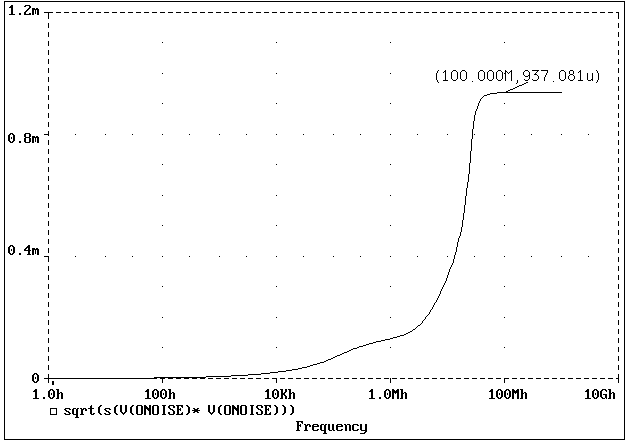 1.2m
(100.000M,937.081u)
0.8m
0.4m
0
1.0h 100h 10Kh 1.0Mh 100Mh 10Gh
sqrt(s(V(ONOISE)* V(ONOISE)))
Frequency